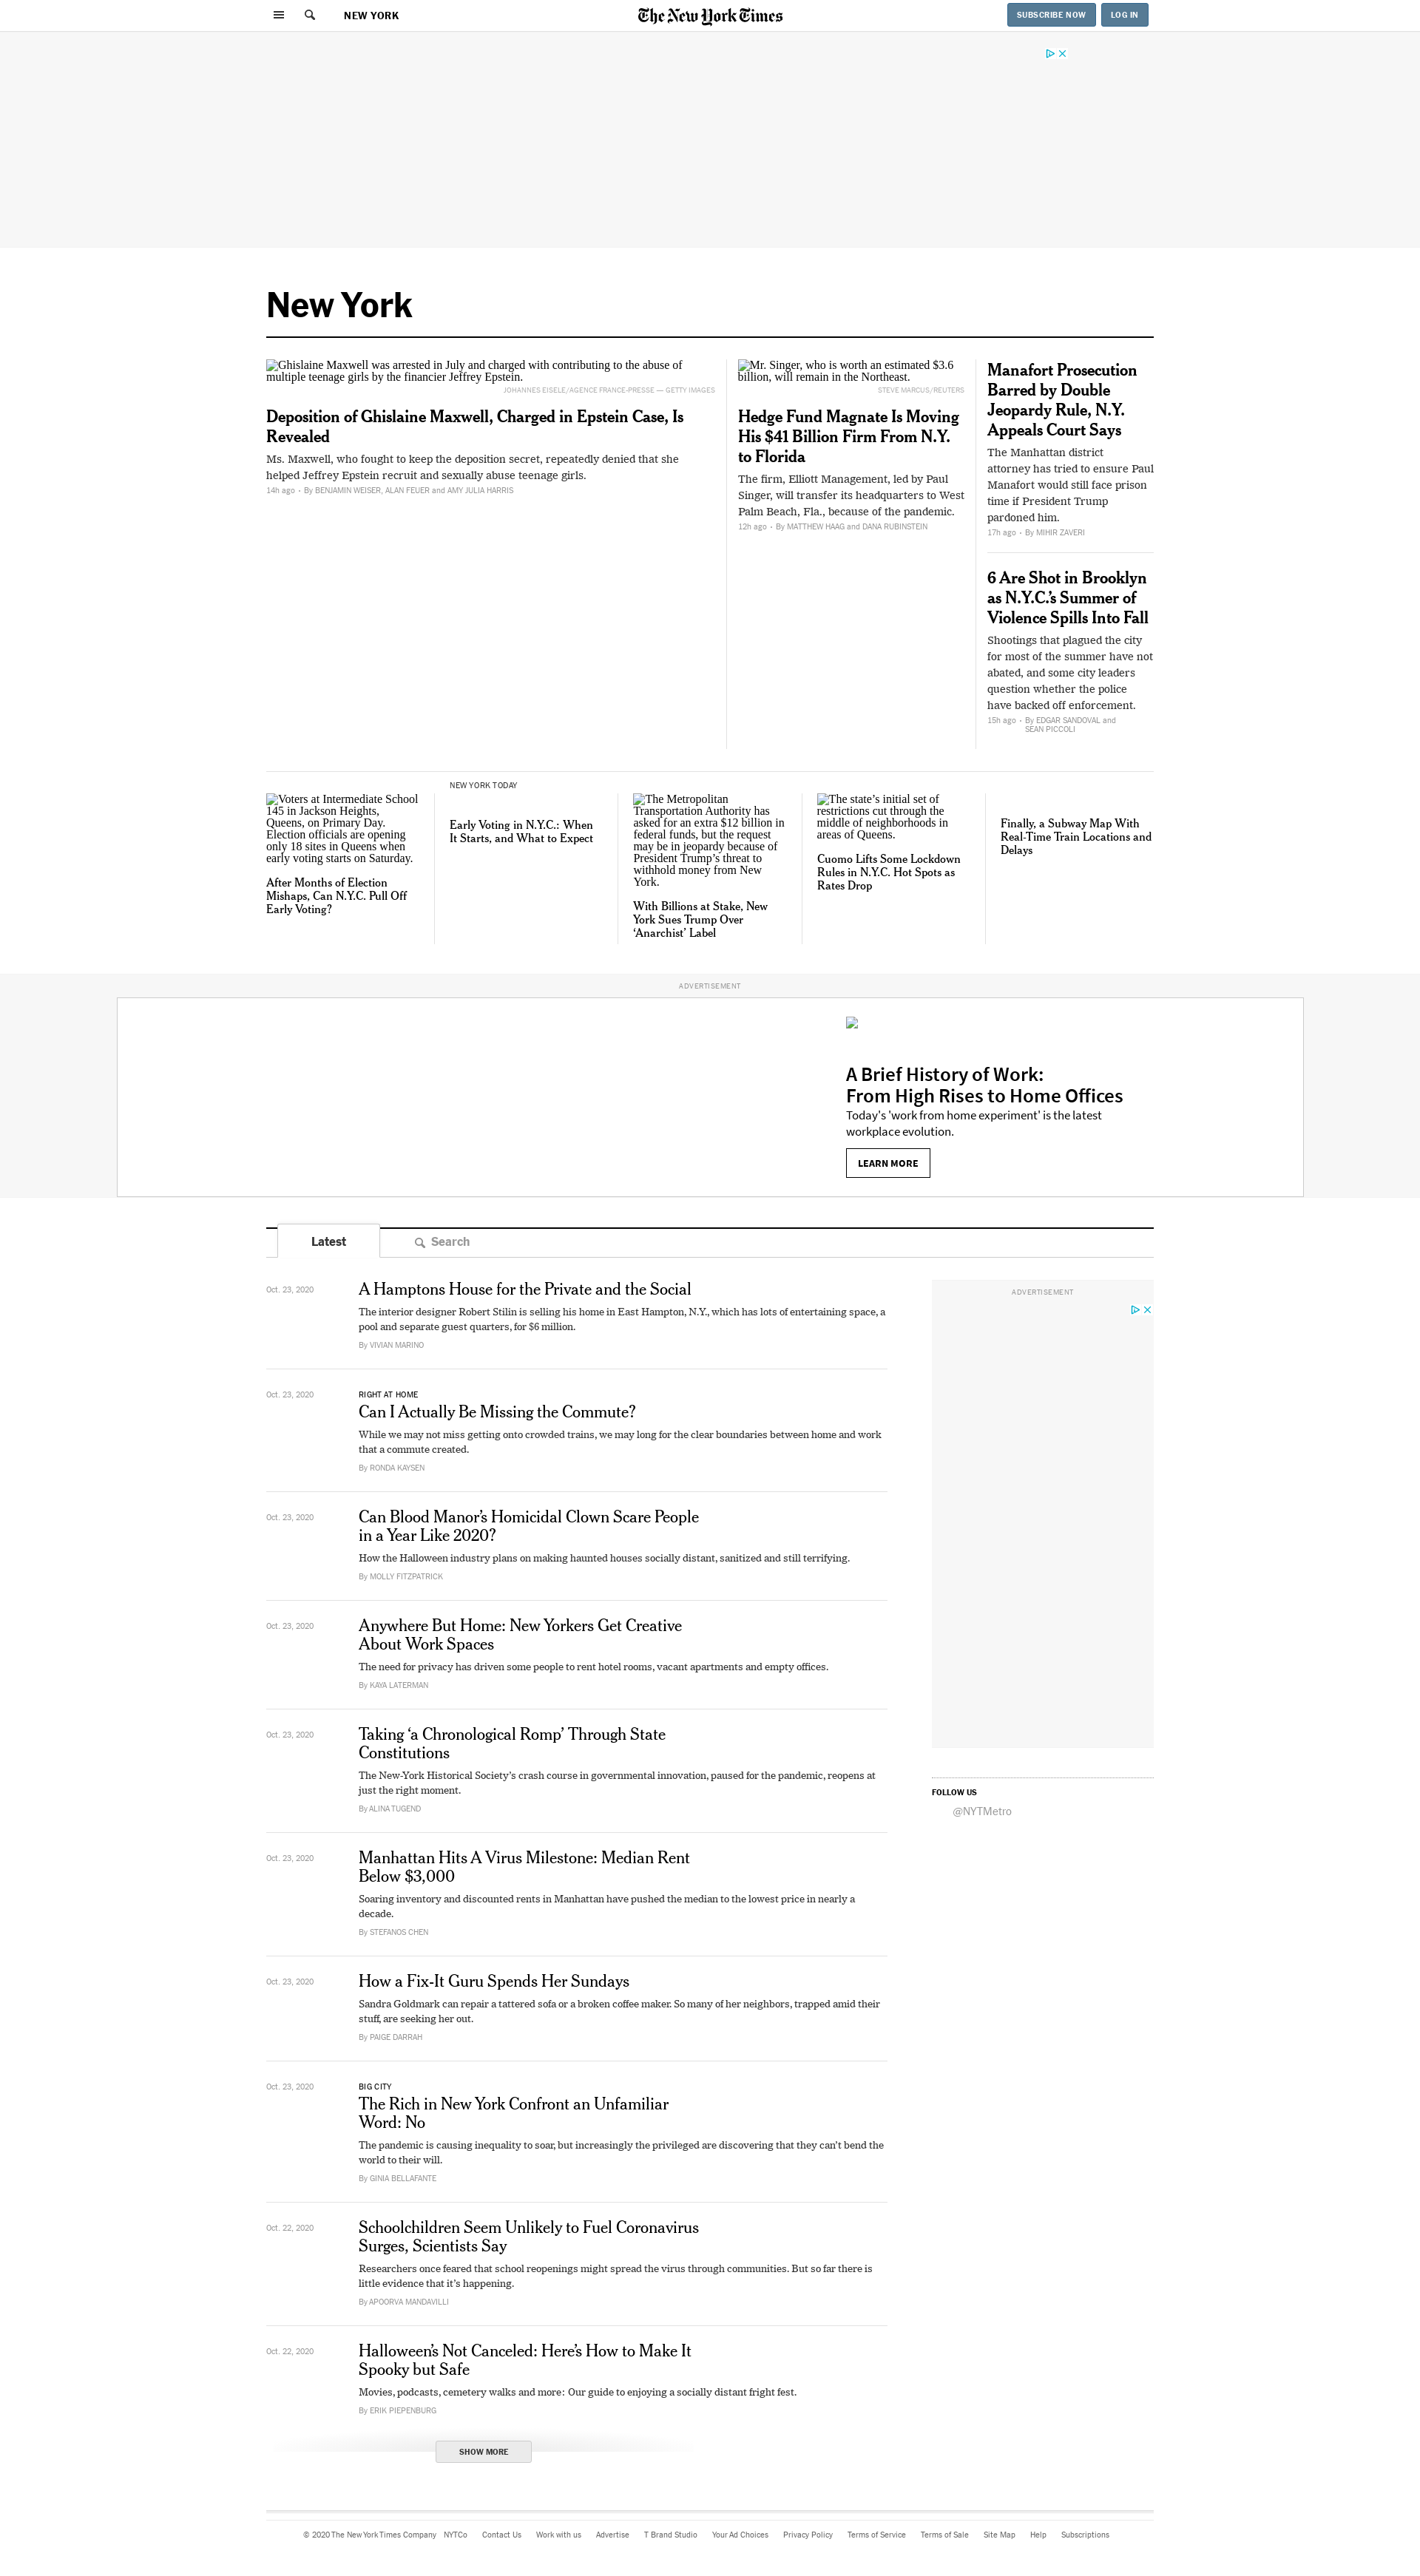 NEW YORK
The New York Times
SUBSCRIBE NOW
LOG IN
New York
Ghislaine Maxwell was arrested in July and charged with contributing to the abuse of
multiple teenage girls by the financier Jeffrey Epstein.
JOHANNES EISELE/AGENCE FRANCE-PRESSE — GETTY IMAGES
Deposition of Ghislaine Maxwell, Charged in Epstein Case, Is
Revealed
Ms. Maxwell, who fought to keep the deposition secret, repeatedly denied that she
helped Jeffrey Epstein recruit and sexually abuse teenage girls.
14h ago • By BENJAMIN WEISER, ALAN FEUER and AMY JULIA HARRIS
Mr. Singer, who is worth an estimated $3.6
billion, will remain in the Northeast.
STEVE MARCUS/REUTERS
Hedge Fund Magnate Is Moving
His $41 Billion Firm From N.Y.
to Florida
The firm, Elliott Management, led by Paul
Singer, will transfer its headquarters to West
Palm Beach, Fla., because of the pandemic.
12h ago • By MATTHEW HAAG and DANA RUBINSTEIN
Manafort Prosecution
Barred by Double
Jeopardy Rule, N.Y.
Appeals Court Says
The Manhattan district
attorney has tried to ensure Paul
Manafort would still face prison
time if President Trump
pardoned him.
17h ago • By MIHIR ZAVERI
6 Are Shot in Brooklyn
as N.Y.C.’s Summer of
Violence Spills Into Fall
Shootings that plagued the city
for most of the summer have not
abated, and some city leaders
question whether the police
have backed off enforcement.
15h ago • By EDGAR SANDOVAL and
SEAN PICCOLI
Voters at Intermediate School
145 in Jackson Heights,
Queens, on Primary Day.
Election officials are opening
only 18 sites in Queens when
early voting starts on Saturday.
After Months of Election
Mishaps, Can N.Y.C. Pull Off
Early Voting?
NEW YORK TODAY
Early Voting in N.Y.C.: When
It Starts, and What to Expect
The Metropolitan
Transportation Authority has
asked for an extra $12 billion in
federal funds, but the request
may be in jeopardy because of
President Trump’s threat to
withhold money from New
York.
With Billions at Stake, New
York Sues Trump Over
‘Anarchist’ Label
The state’s initial set of
restrictions cut through the
middle of neighborhoods in
areas of Queens.
Cuomo Lifts Some Lockdown
Rules in N.Y.C. Hot Spots as
Rates Drop
Finally, a Subway Map With
Real-Time Train Locations and
Delays
ADVERTISEMENT
A Brief History of Work:
From High Rises to Home Offices
Today's 'work from home experiment' is the latest
workplace evolution.
LEARN MORE
Latest
Search
Oct. 23, 2020
A Hamptons House for the Private and the Social
The interior designer Robert Stilin is selling his home in East Hampton, N.Y., which has lots of entertaining space, a
pool and separate guest quarters, for $6 million.
By VIVIAN MARINO
Oct. 23, 2020
RIGHT AT HOME
Can I Actually Be Missing the Commute?
While we may not miss getting onto crowded trains, we may long for the clear boundaries between home and work
that a commute created.
By RONDA KAYSEN
Oct. 23, 2020
Can Blood Manor’s Homicidal Clown Scare People
in a Year Like 2020?
How the Halloween industry plans on making haunted houses socially distant, sanitized and still terrifying.
By MOLLY FITZPATRICK
Oct. 23, 2020
Anywhere But Home: New Yorkers Get Creative
About Work Spaces
The need for privacy has driven some people to rent hotel rooms, vacant apartments and empty offices.
By KAYA LATERMAN
Oct. 23, 2020
Taking ‘a Chronological Romp’ Through State
Constitutions
The New-York Historical Society’s crash course in governmental innovation, paused for the pandemic, reopens at
just the right moment.
By ALINA TUGEND
Oct. 23, 2020
Manhattan Hits A Virus Milestone: Median Rent
Below $3,000
Soaring inventory and discounted rents in Manhattan have pushed the median to the lowest price in nearly a
decade.
By STEFANOS CHEN
Oct. 23, 2020
How a Fix-It Guru Spends Her Sundays
Sandra Goldmark can repair a tattered sofa or a broken coffee maker. So many of her neighbors, trapped amid their
stuff, are seeking her out.
By PAIGE DARRAH
Oct. 23, 2020
BIG CITY
The Rich in New York Confront an Unfamiliar
Word: No
The pandemic is causing inequality to soar, but increasingly the privileged are discovering that they can’t bend the
world to their will.
By GINIA BELLAFANTE
Oct. 22, 2020
Schoolchildren Seem Unlikely to Fuel Coronavirus
Surges, Scientists Say
Researchers once feared that school reopenings might spread the virus through communities. But so far there is
little evidence that it’s happening.
By APOORVA MANDAVILLI
Oct. 22, 2020
Halloween’s Not Canceled: Here’s How to Make It
Spooky but Safe
Movies, podcasts, cemetery walks and more: Our guide to enjoying a socially distant fright fest.
By ERIK PIEPENBURG
SHOW MORE
ADVERTISEMENT
FOLLOW US
@NYTMetro
© 2020 The New York Times Company NYTCo Contact Us Work with us Advertise T Brand Studio Your Ad Choices Privacy Policy Terms of Service Terms of Sale Site Map Help Subscriptions